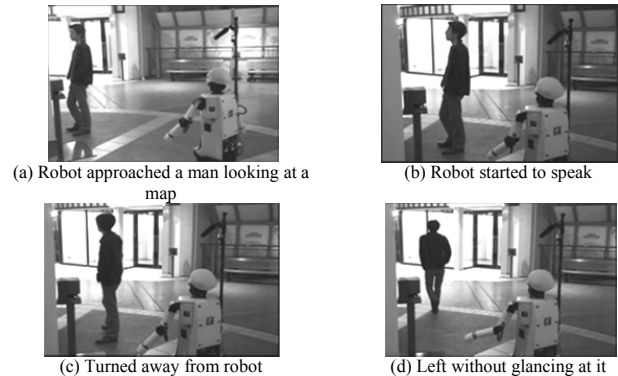 (a) Robot approached a man looking at a
map
(b) Robot started to speak
(c) Turned away from robot
(d) Left without glancing at it